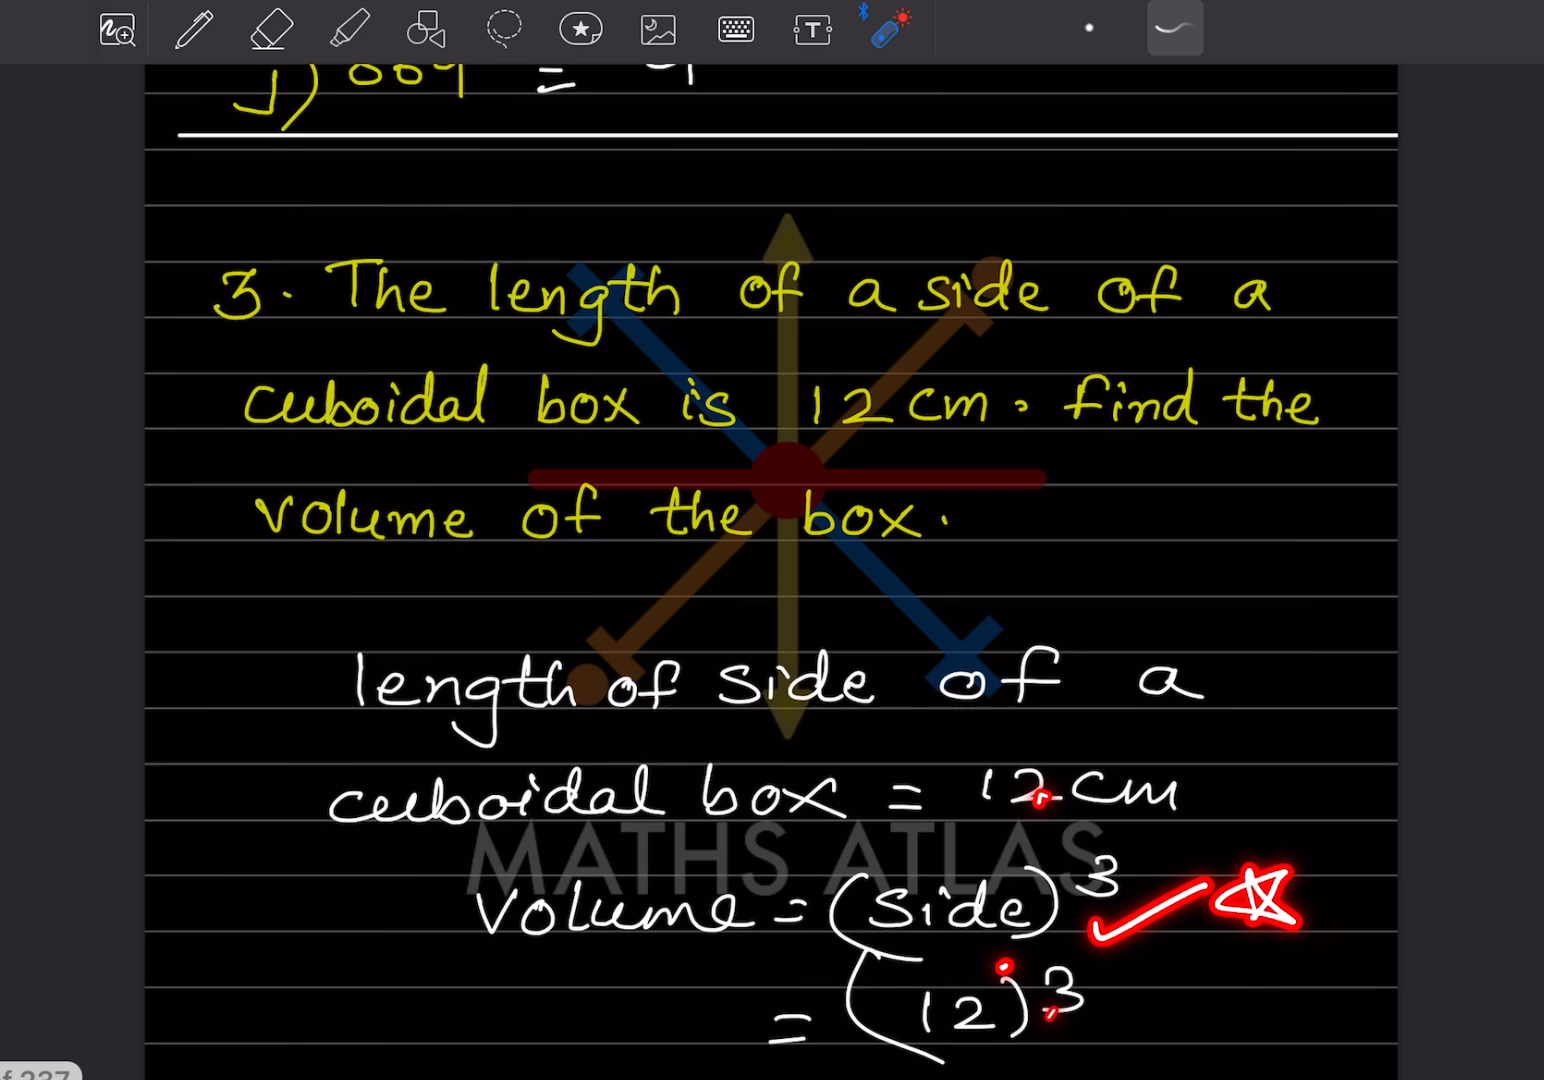 3. The length of a side of a
cuboidal box is 12 cm. find the
volume of the box.
length of side of a
cuboidal box = 12 cm
MATHS ATLAS
Volume = (side)³
= (12)³